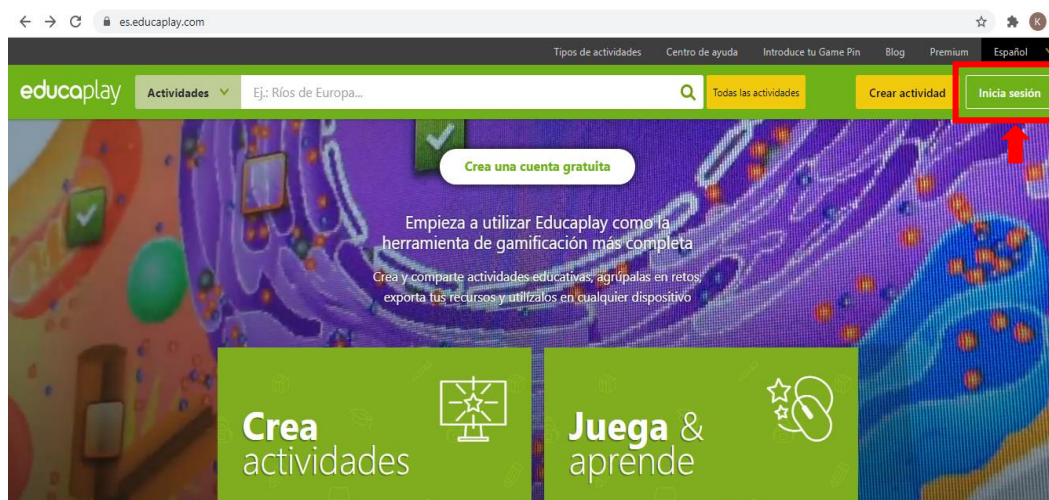 es.educaplay.com
K
Tipos de actividades Centro de ayuda Introduce tu Game Pin Blog Premium Español
educaplay Actividades Ej.: Ríos de Europa... Todas las actividades Crear actividad Inicia sesión
Crea una cuenta gratuita
Empieza a utilizar Educaplay como la
herramienta de gamificación más completa
Crea y comparte actividades educativas, agrúpalas en retos,
exporta tus recursos y utilízalos en cualquier dispositivo
Crea
actividades
Juega &
aprende